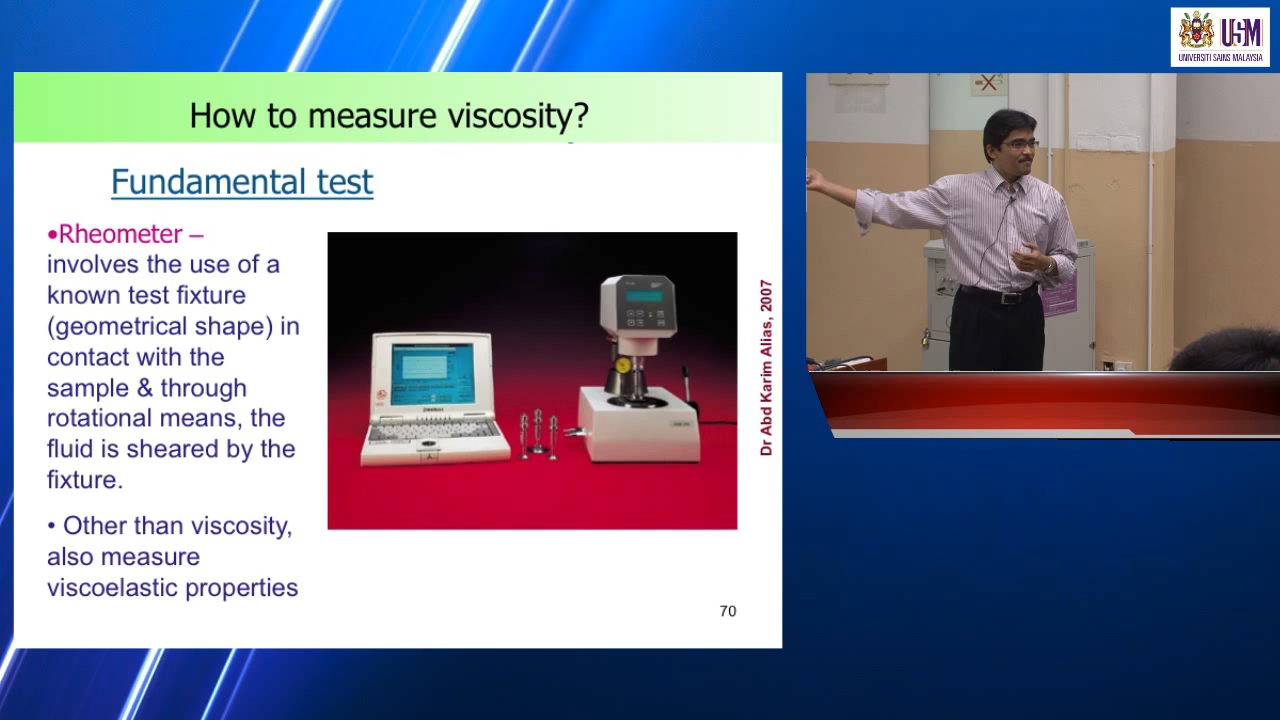 USM
UNIVERSITI SAINS MALAYSIA
How to measure viscosity?
Fundamental test
•Rheometer –
involves the use of a
known test fixture
(geometrical shape) in
contact with the
sample & through
rotational means, the
fluid is sheared by the
fixture.
• Other than viscosity,
also measure
viscoelastic properties
Dr Abd Karim Alias, 2007
70